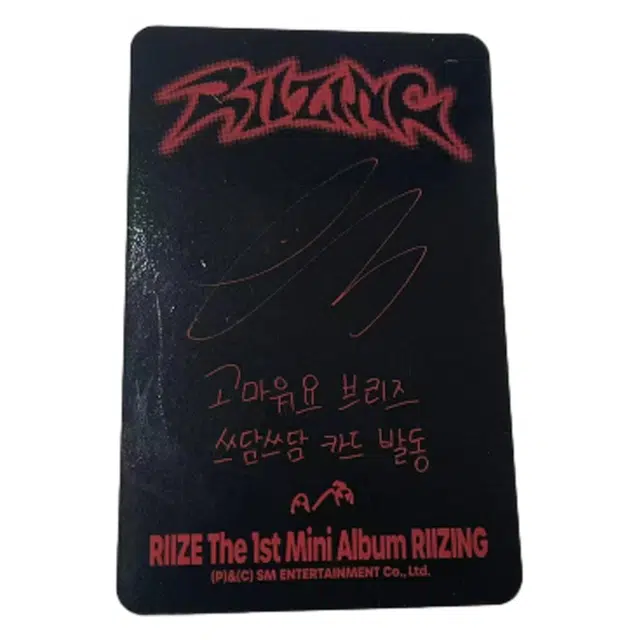 RIIZING
고마워요 브리즈
쓰담쓰담 카드 발동
RIIZE The 1st Mini Album RIIZING
(P)&(C) SM ENTERTAINMENT Co., Ltd.